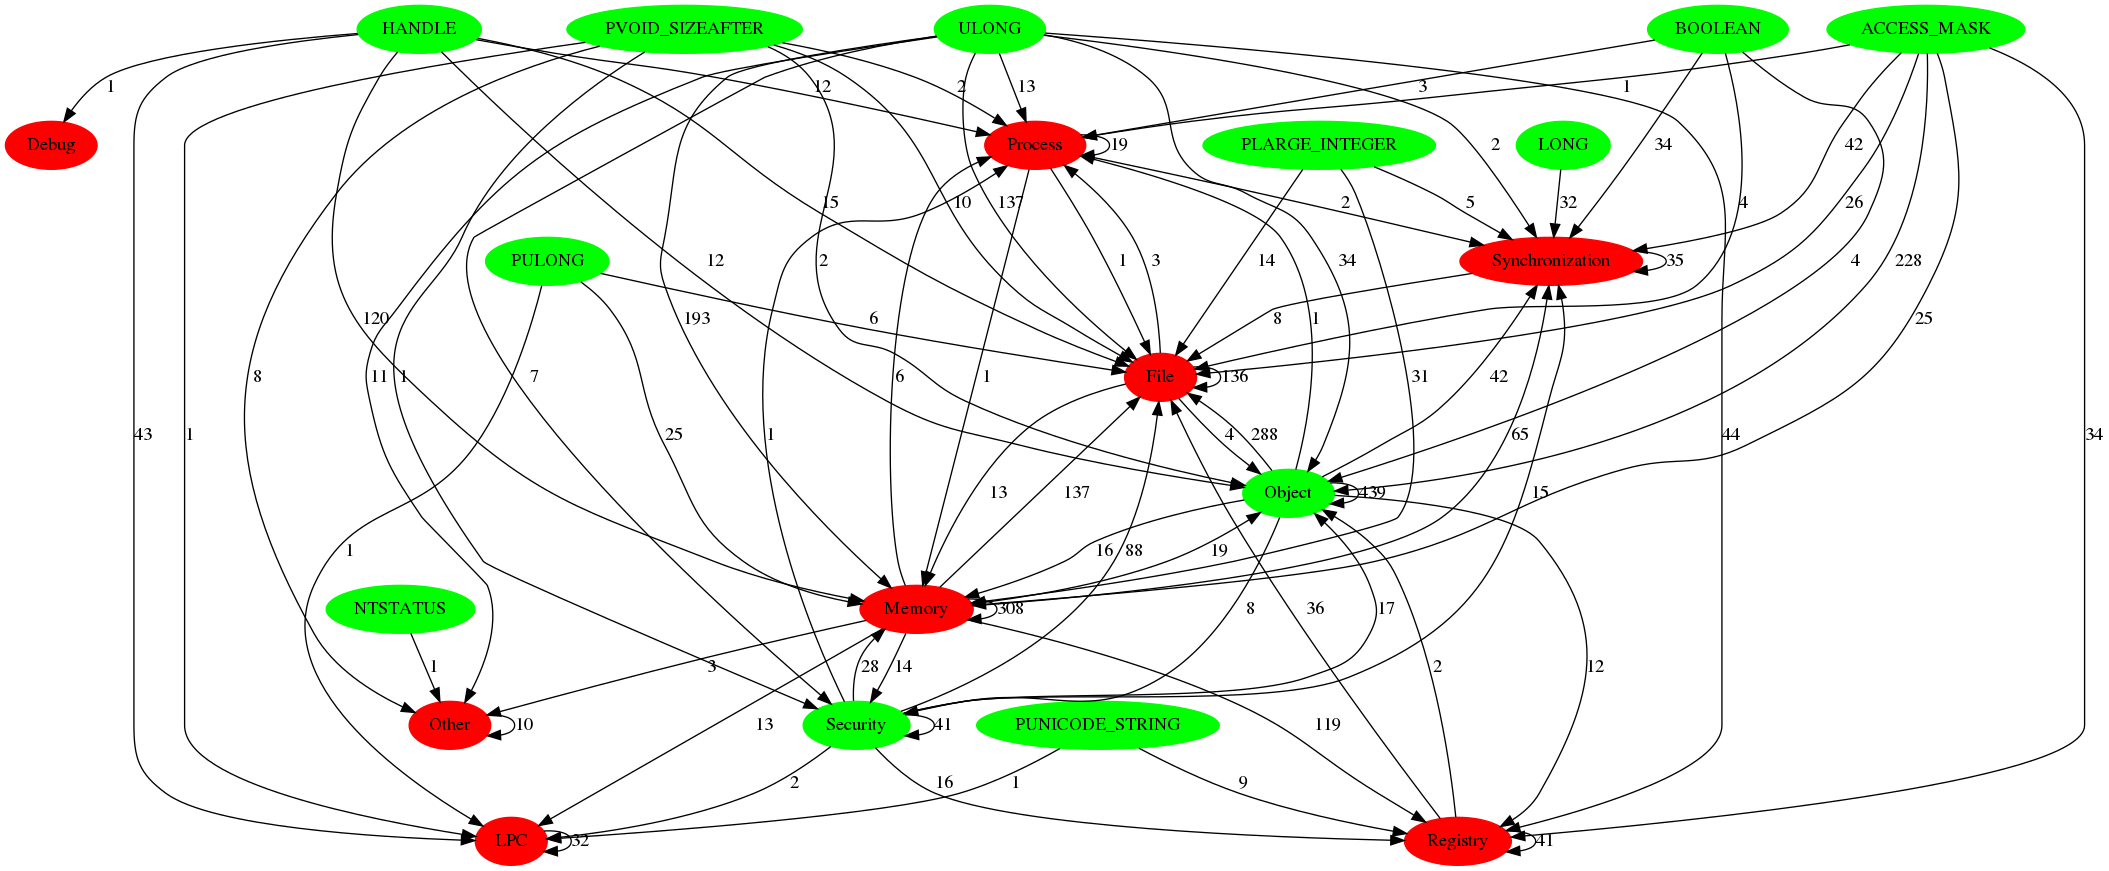 HANDLE PVOID_SIZEAFTER ULONG BOOLEAN ACCESS_MASK
1 12 2 13 3 1
Debug Process 19 PLARGE_INTEGER LONG
2 34 42
15 10 137 2 5 32 4 26
PULONG Synchronization 35
12 2 1 3 14 34 4 228
120 193 6 8 1 25
8 11 1 7 6 1 File 136 42 31
43 1 25 4 288 65 44 34
1 13 137 Object 439
1 16 88 19 15
NTSTATUS Memory 308 8 17 36
1 3 28 14 2 12
Other 10 13 Security 41 PUNICODE_STRING 119
2 16 1 9
LPC 32 Registry 41